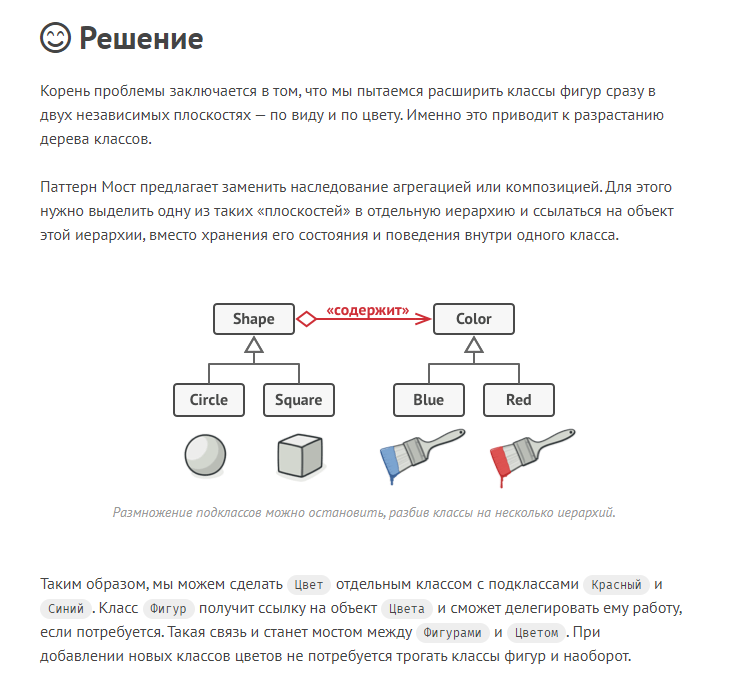 Решение
Корень проблемы заключается в том, что мы пытаемся расширить классы фигур сразу в
двух независимых плоскостях — по виду и по цвету. Именно это приводит к разрастанию
дерева классов.
Паттерн Мост предлагает заменить наследование агрегацией или композицией. Для этого
нужно выделить одну из таких «плоскостей» в отдельную иерархию и ссылаться на объект
этой иерархии, вместо хранения его состояния и поведения внутри одного класса.
Shape «содержит» Color
Circle Square Blue Red
Размножение подклассов можно остановить, разбив классы на несколько иерархий.
Таким образом, мы можем сделать Цвет отдельным классом с подклассами Красный и
Синий. Класс Фигур получит ссылку на объект Цвета и сможет делегировать ему работу,
если потребуется. Такая связь и станет мостом между Фигурами и Цветом. При
добавлении новых классов цветов не потребуется трогать классы фигур и наоборот.